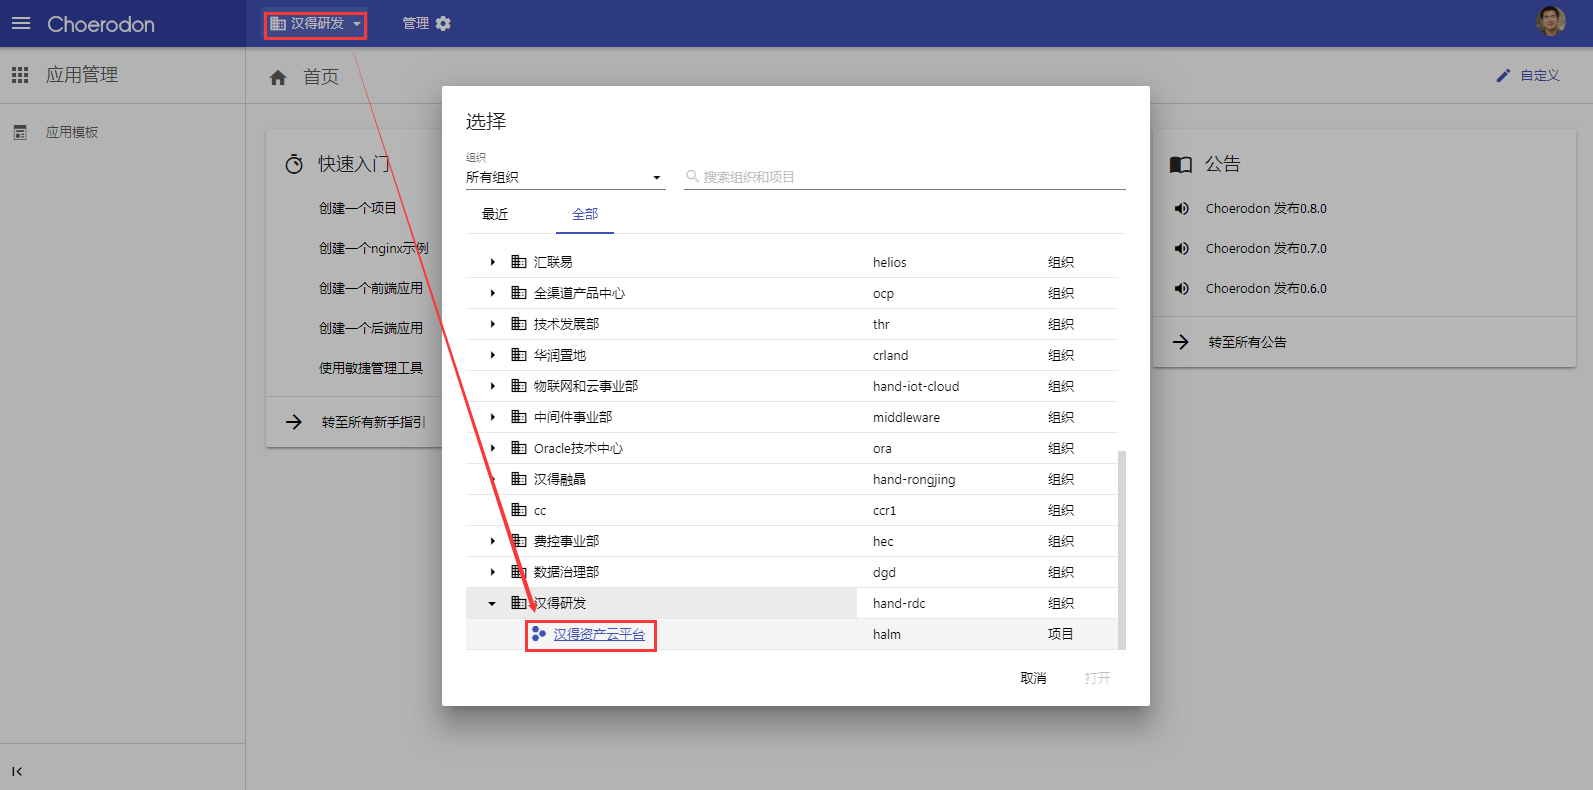 Choerodon
汉得研发
管理
应用管理
首页
自定义
应用模板
快速入门
创建一个项目
创建一个nginx示例
创建一个前端应用
创建一个后端应用
使用敏捷管理工具
转至所有新手指引
选择
组织
所有组织
搜索组织和项目
最近 全部
汇联易 helios 组织
全渠道产品中心 ocp 组织
技术发展部 thr 组织
华润置地 crland 组织
物联网和云事业部 hand-iot-cloud 组织
中间件事业部 middleware 组织
Oracle技术中心 ora 组织
汉得融晶 hand-rongjing 组织
cc ccr1 组织
费控事业部 hec 组织
数据治理部 dgd 组织
汉得研发 hand-rdc 组织
汉得资产云平台 halm 项目
取消 打开
公告
Choerodon 发布0.8.0
Choerodon 发布0.7.0
Choerodon 发布0.6.0
转至所有公告